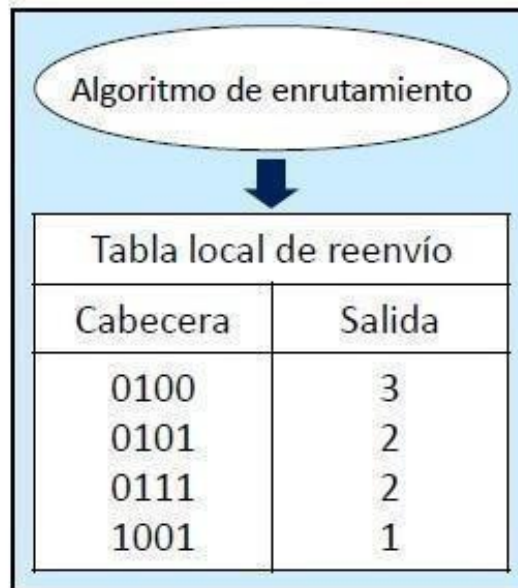 Algoritmo de enrutamiento
Tabla local de reenvío
Cabecera Salida
0100 3
0101 2
0111 2
1001 1